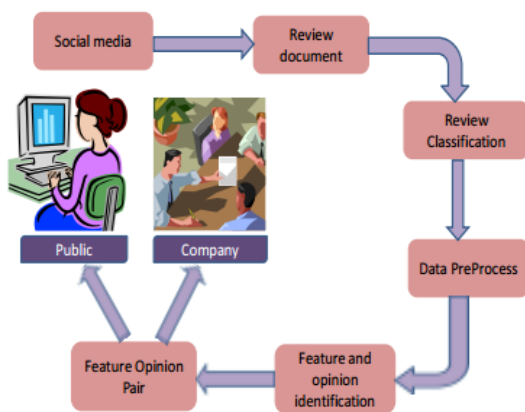 Social media
Review
document
Review
Classification
Public
Company
Data PreProcess
Feature Opinion
Pair
Feature and
opinion
identification